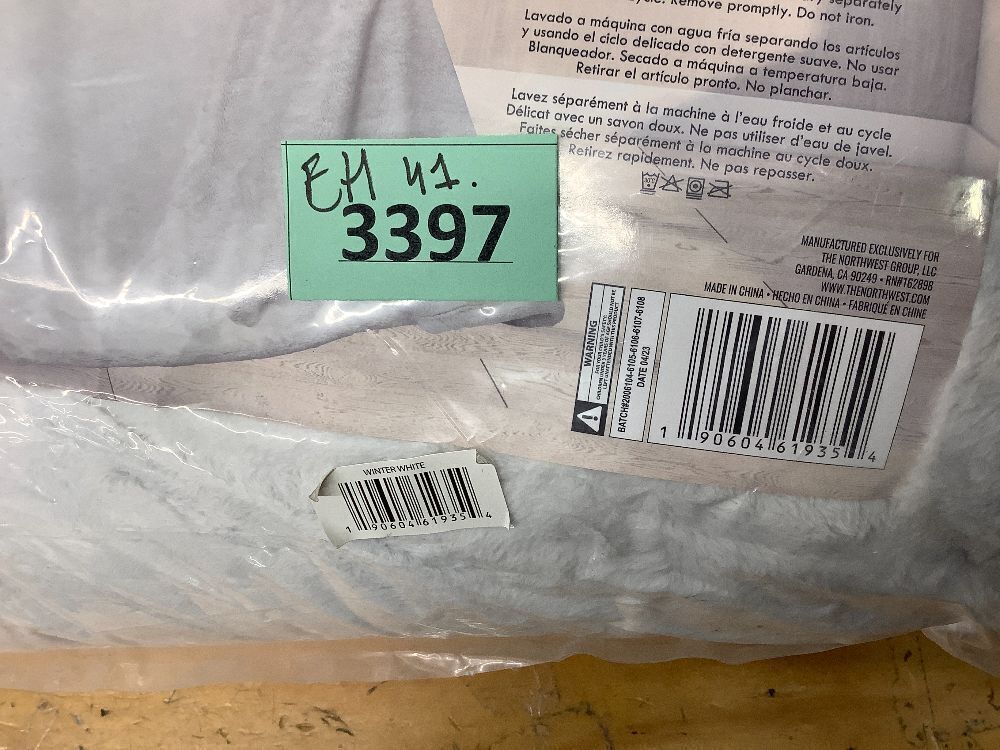 separately
cycle. Remove promptly. Do not iron.
Lavado a máquina con agua fría separando los artículos
y usando el ciclo delicado con detergente suave. No usar
Blanqueador. Secado a máquina a temperatura baja.
Retirar el artículo pronto. No planchar.
Lavez séparément à la machine à l'eau froide et au cycle
Délicat avec un savon doux. Ne pas utiliser d'eau de javel.
Faites sécher séparément à la machine au cycle doux.
Retirez rapidement. Ne pas repasser.
EH 41.
3397
MANUFACTURED EXCLUSIVELY FOR
THE NORTHWEST GROUP, LLC
GARDENA, CA 90249 • RN#162898
WWW.THENORTHWEST.COM
MADE IN CHINA • HECHO EN CHINA • FABRIQUÉ EN CHINE
WARNING
BATCH#2006104-6105-6106-6107-6108
DATE 04/23
1 90604 61935 4
WINTER WHITE
1 90604 61935 4